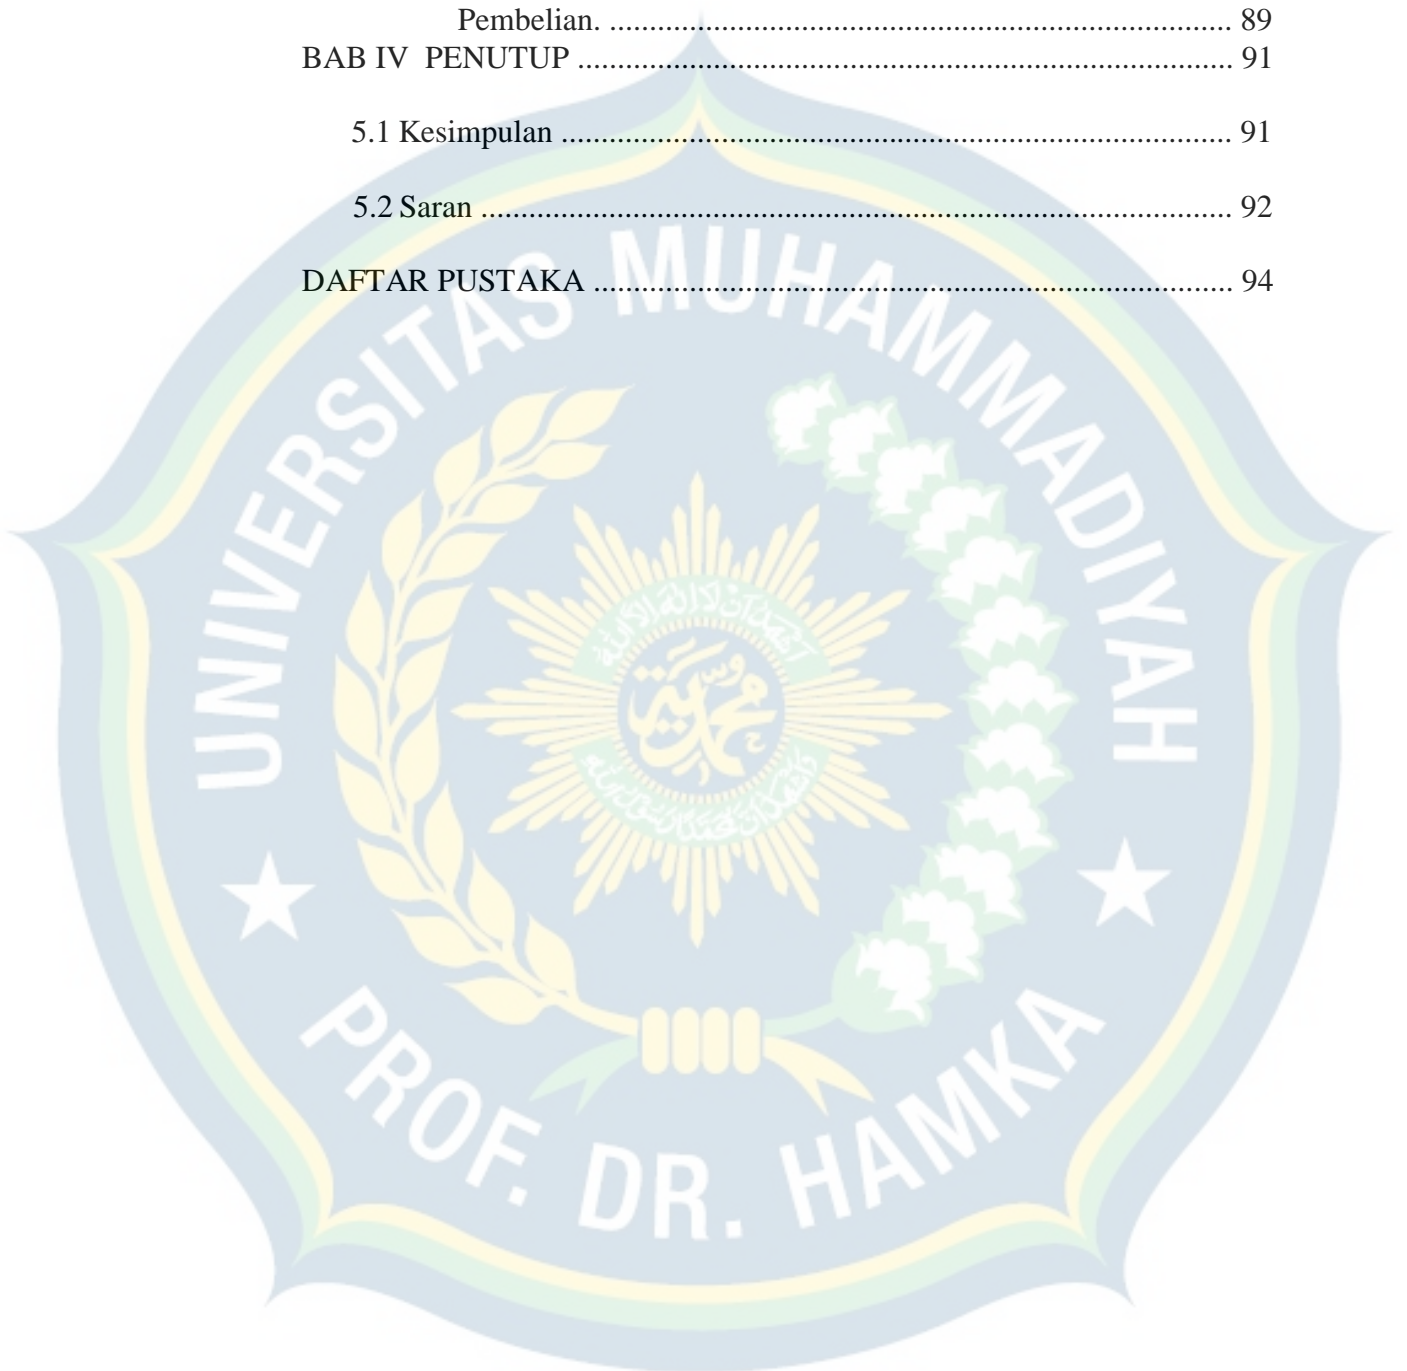 Pembelian. .............................................................................. 89
BAB IV  PENUTUP .................................................................................. 91
5.1 Kesimpulan .................................................................................... 91
5.2 Saran .............................................................................................. 92
DAFTAR PUSTAKA ................................................................................ 94
UNIVERSITAS MUHAMMADIYAH
PROF. DR. HAMKA